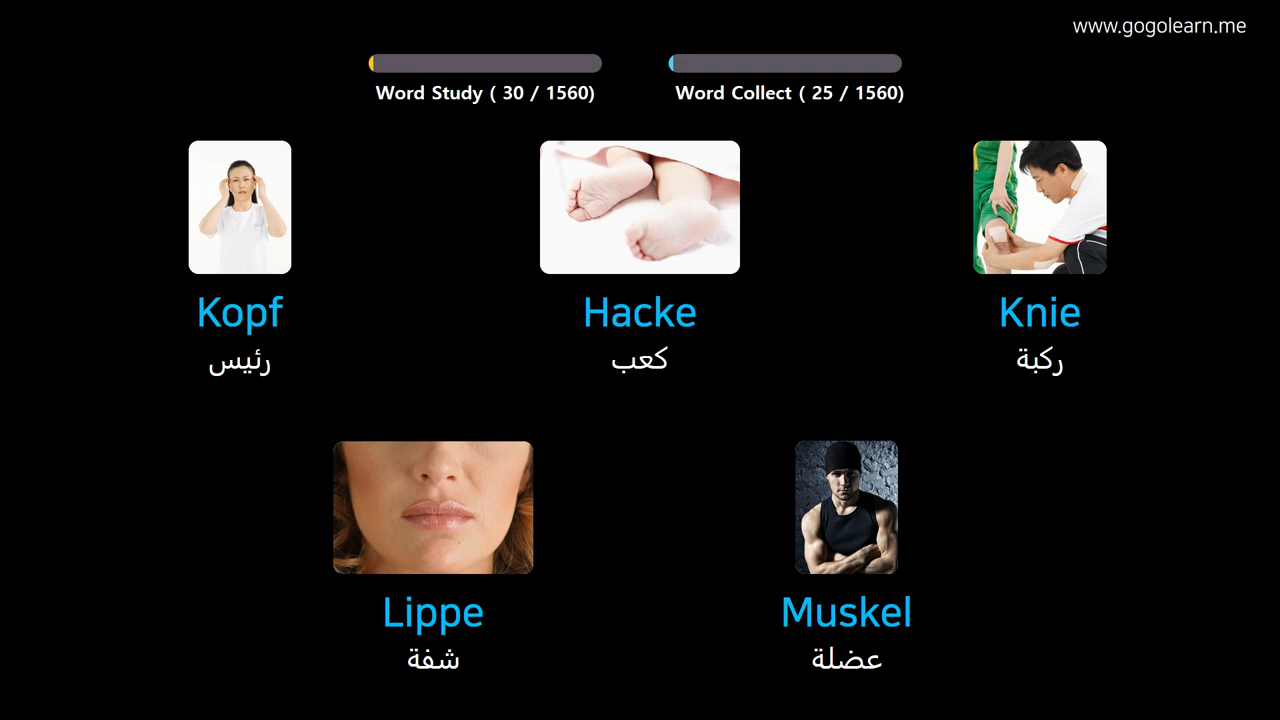 www.gogolearn.me
Word Study ( 30 / 1560)
Word Collect ( 25 / 1560)
Kopf
رئيس
Hacke
كعب
Knie
ركبة
Lippe
شفة
Muskel
عضلة